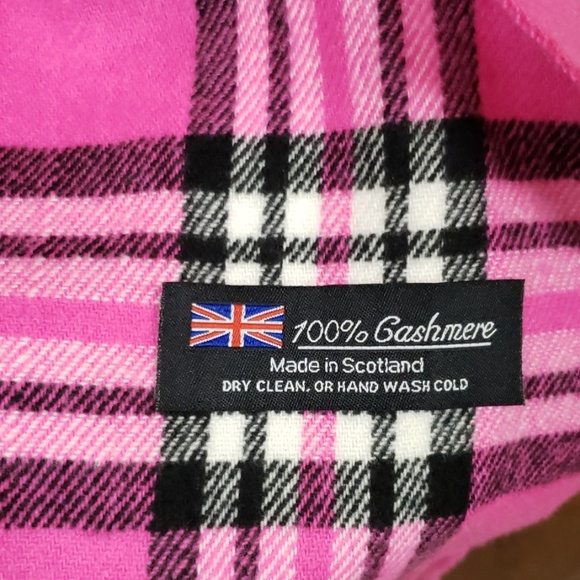 100% Cashmere
Made in Scotland
DRY CLEAN. OR HAND WASH COLD